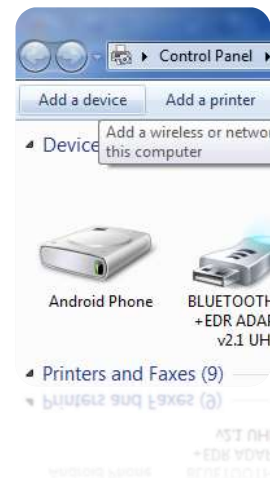 Control Panel
Add a device Add a printer
Add a wireless or netwo
this computer
Device
Android Phone
BLUETOOTH
+EDR ADAP
v2.1 UH
Printers and Faxes (9)